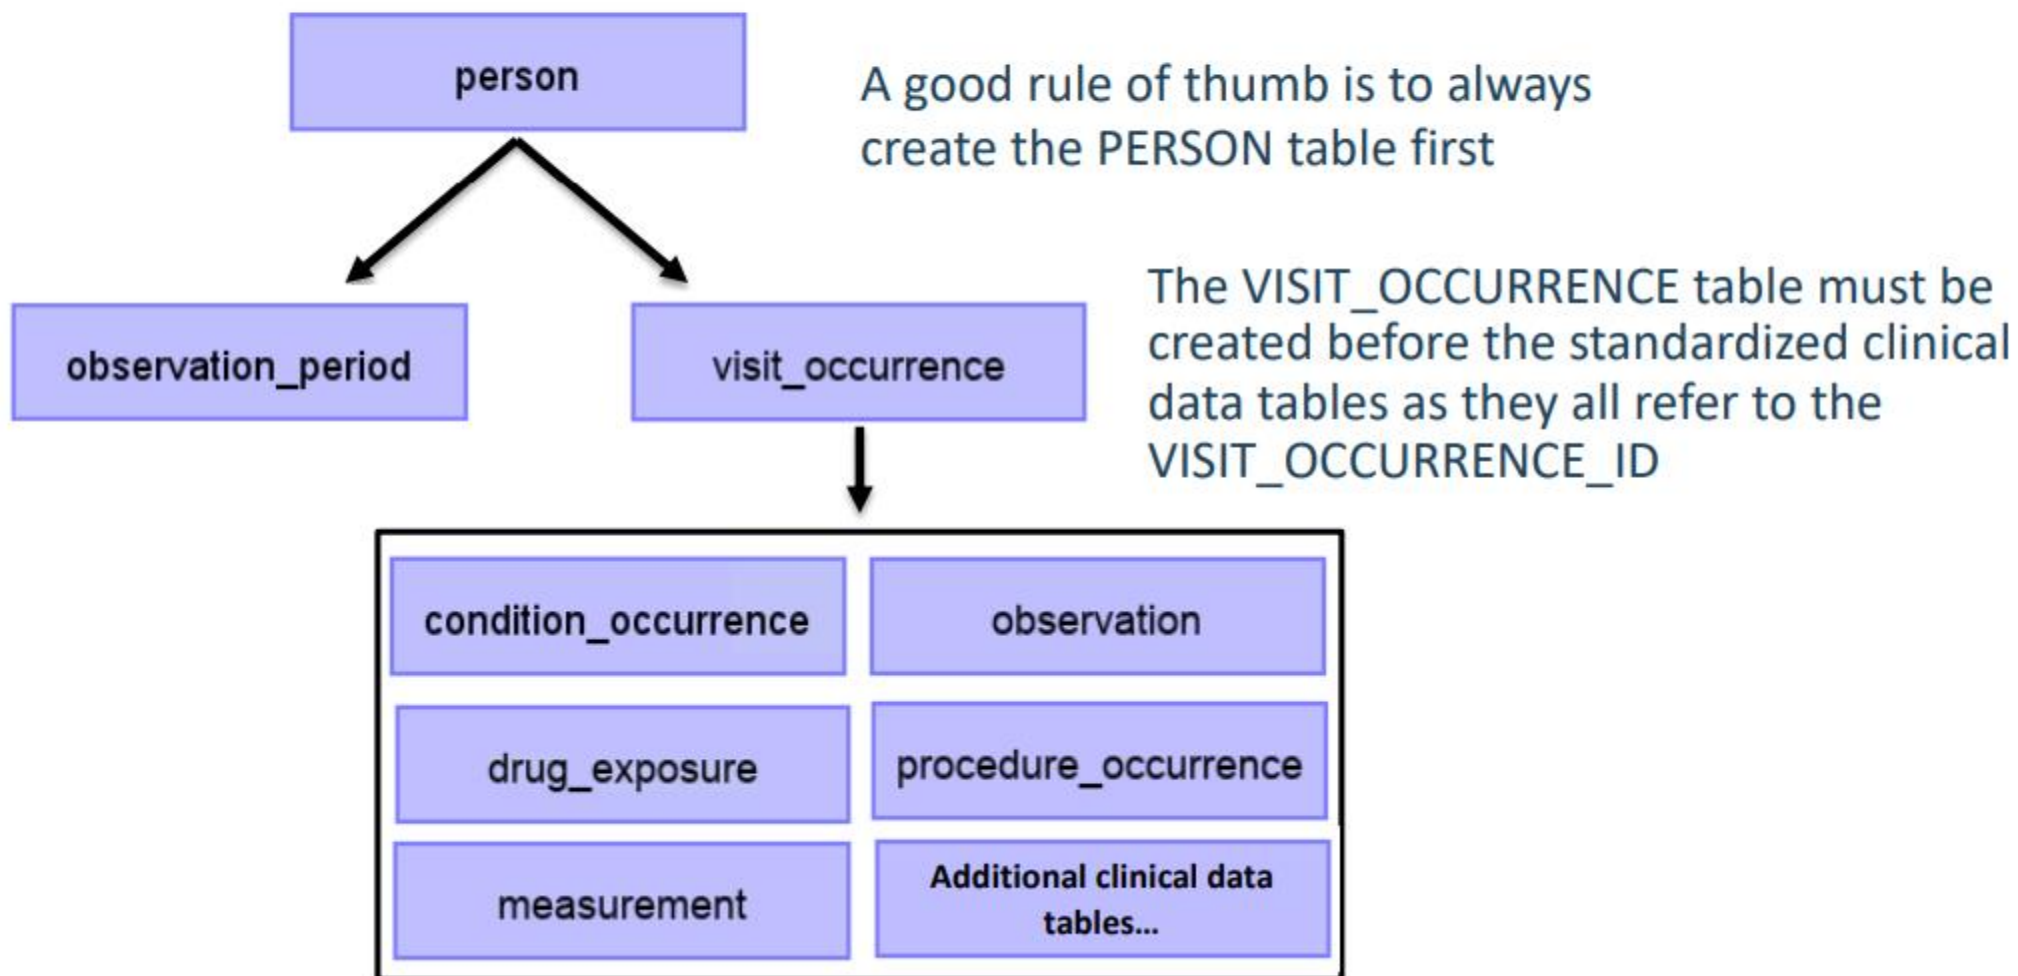 person
A good rule of thumb is to always
create the PERSON table first
observation_period
visit_occurrence
The VISIT_OCCURRENCE table must be
created before the standardized clinical
data tables as they all refer to the
VISIT_OCCURRENCE_ID
condition_occurrence
observation
drug_exposure
procedure_occurrence
measurement
Additional clinical data
tables...